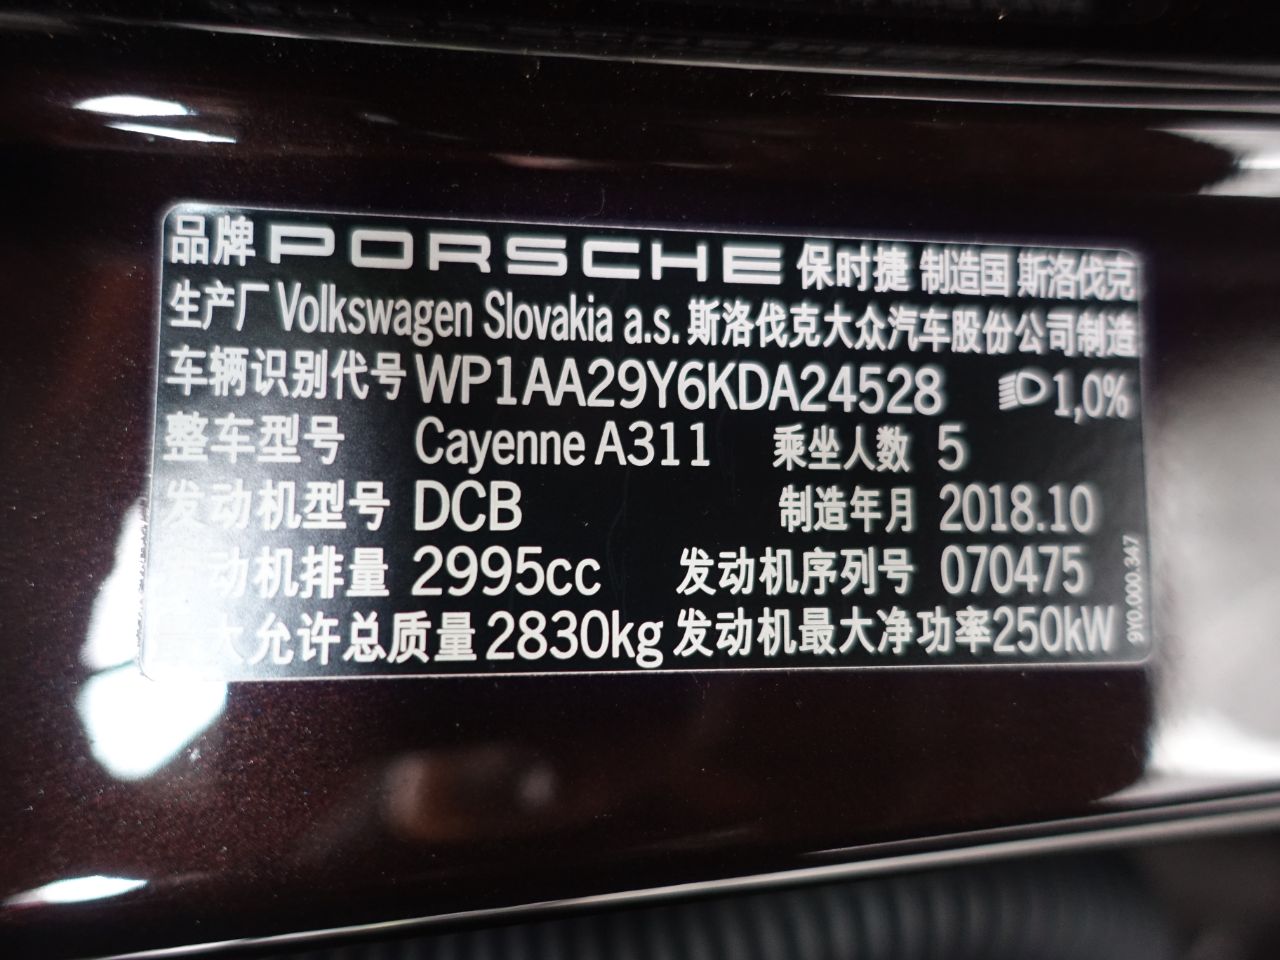 品牌 PORSCHE 保时捷 制造国 斯洛伐克
生产厂 Volkswagen Slovakia a.s. 斯洛伐克大众汽车股份公司制造
车辆识别代号 WP1AA29Y6KDA24528 1,0%
整车型号 Cayenne A311 乘坐人数 5
发动机型号 DCB 制造年月 2018.10
发动机排量 2995cc 发动机序列号 070475
最大允许总质量 2830kg 发动机最大净功率 250kW
9Y0.000.347